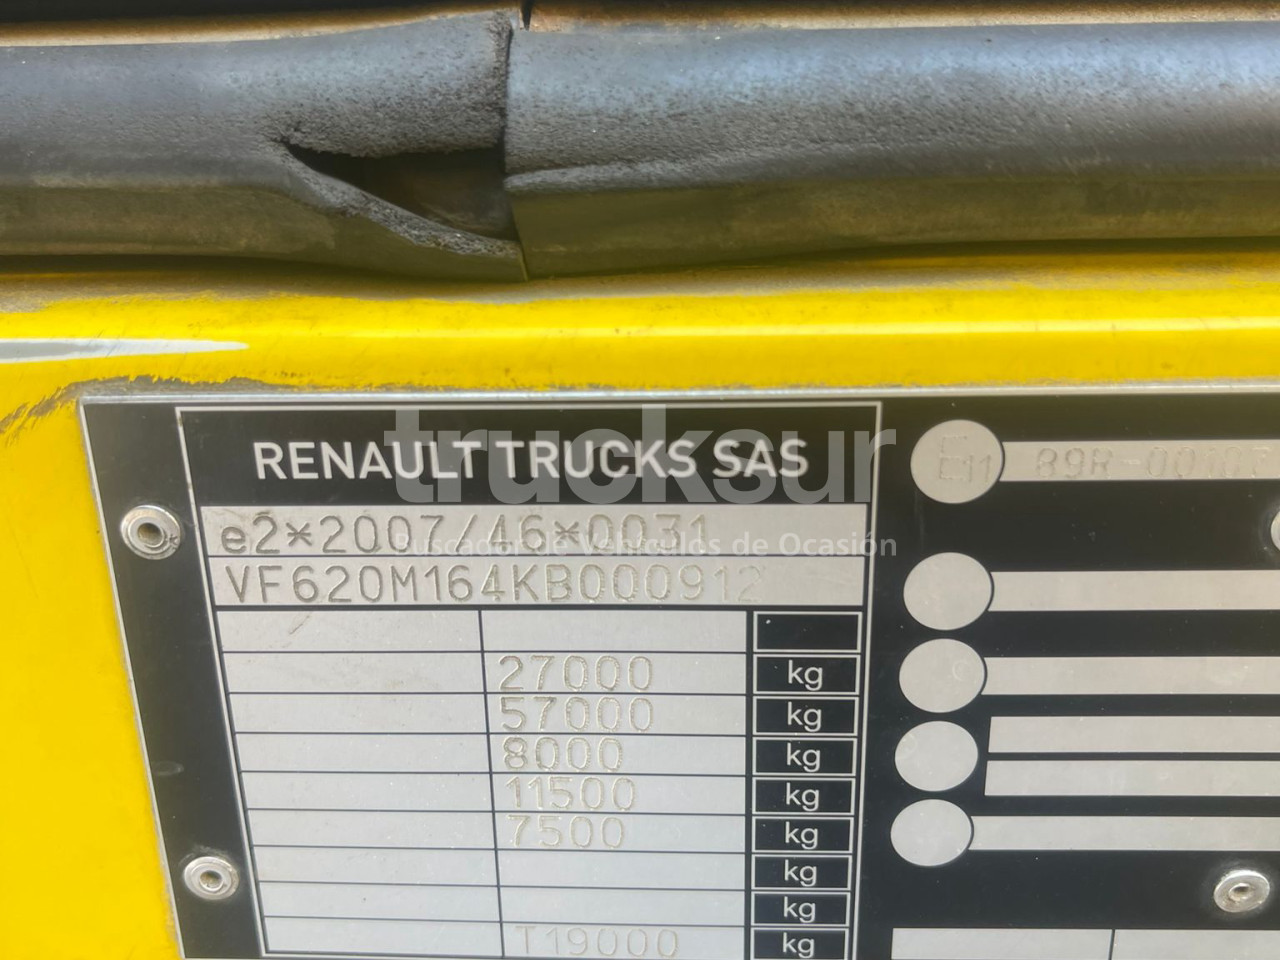 RENAULT TRUCKS SAS
trucksur
e2*2007/46*0031
Buscador de Vehículos de Ocasión
VF620M164KB000912
27000 kg
57000 kg
8000 kg
11500 kg
7500 kg
kg
kg
T19000 kg
E11